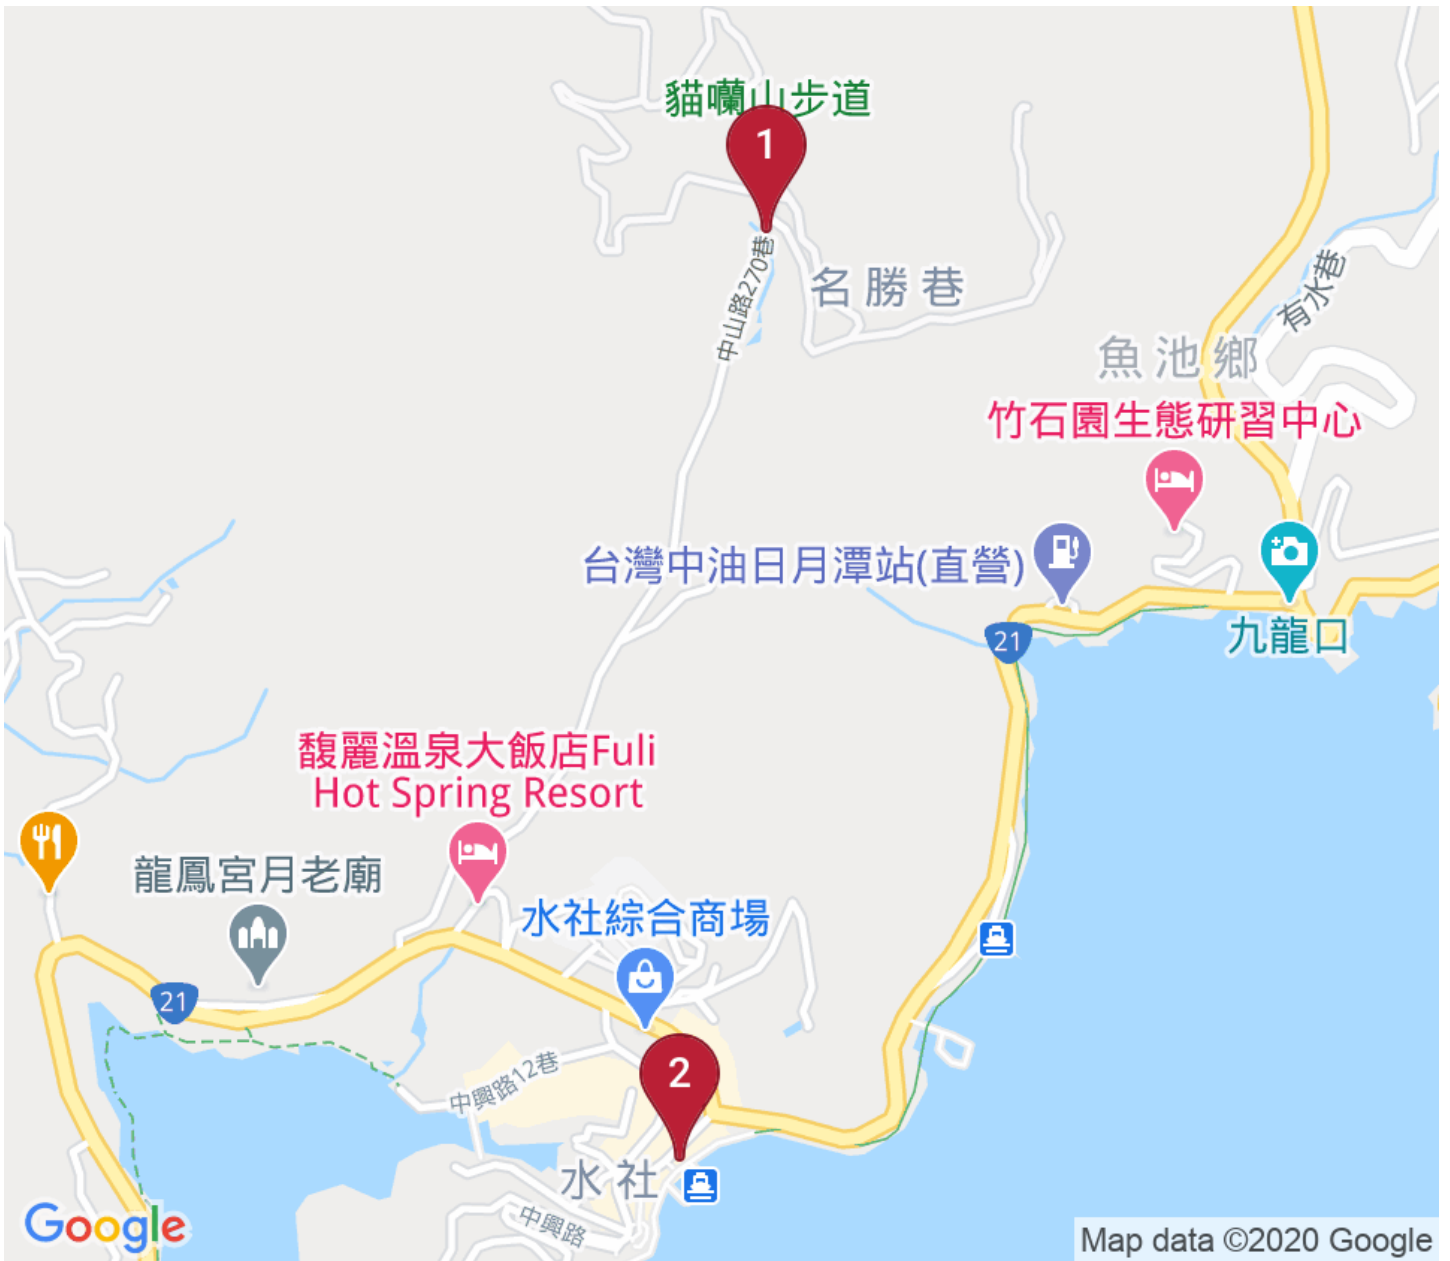 貓囒山步道
1
中山路270巷
名勝巷
有水巷
魚池鄉
竹石園生態研習中心
台灣中油日月潭站(直營)
21
九龍口
馥麗溫泉大飯店Fuli
Hot Spring Resort
龍鳳宮月老廟
水社綜合商場
21
中興路12巷
2
水社
中興路
Google
Map data ©2020 Google